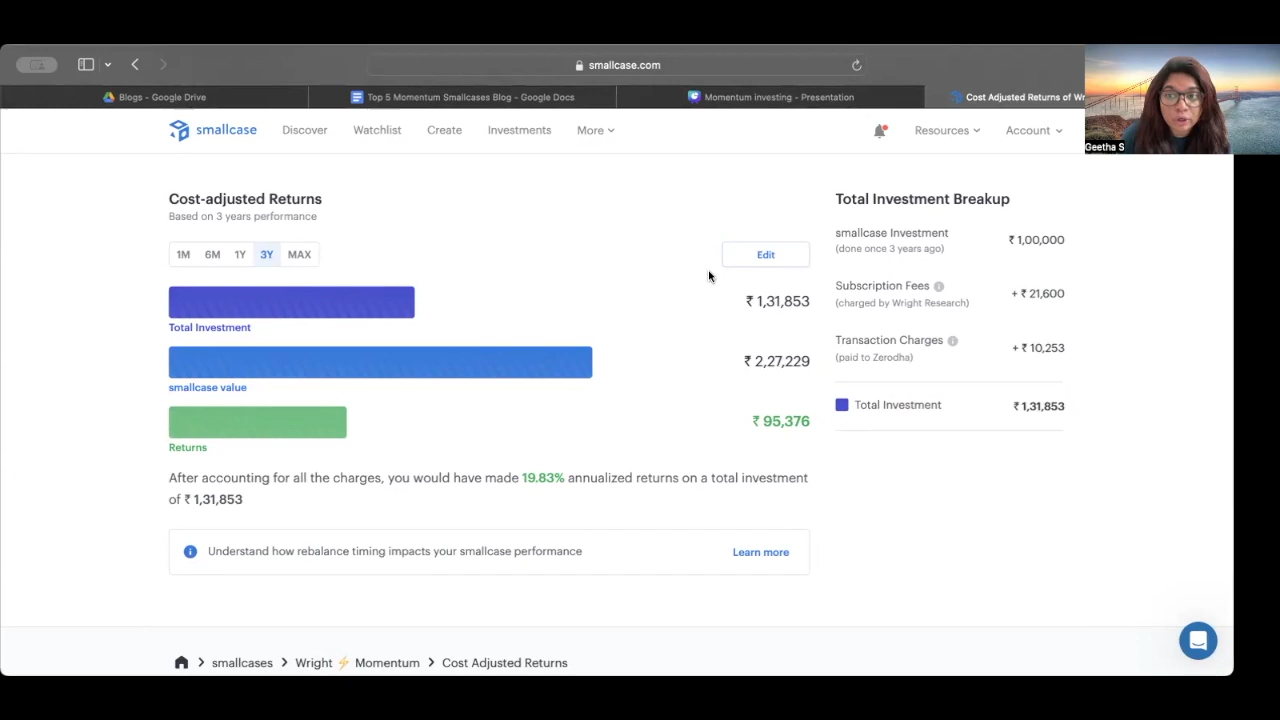 smallcase.com
Blogs - Google Drive
Top 5 Momentum Smallcases Blog - Google Docs
Momentum investing - Presentation
Cost Adjusted Returns of Wr
Geetha S
smallcase
Discover
Watchlist
Create
Investments
More
Resources
Account
Cost-adjusted Returns
Based on 3 years performance
1M 6M 1Y 3Y MAX
Edit
₹ 1,31,853
Total Investment
₹ 2,27,229
smallcase value
₹ 95,376
Returns
After accounting for all the charges, you would have made 19.83% annualized returns on a total investment
of ₹ 1,31,853
Understand how rebalance timing impacts your smallcase performance
Learn more
Total Investment Breakup
smallcase Investment
(done once 3 years ago)
₹ 1,00,000
Subscription Fees
(charged by Wright Research)
+ ₹ 21,600
Transaction Charges
(paid to Zerodha)
+ ₹ 10,253
Total Investment
₹ 1,31,853
smallcases > Wright ⚡ Momentum > Cost Adjusted Returns